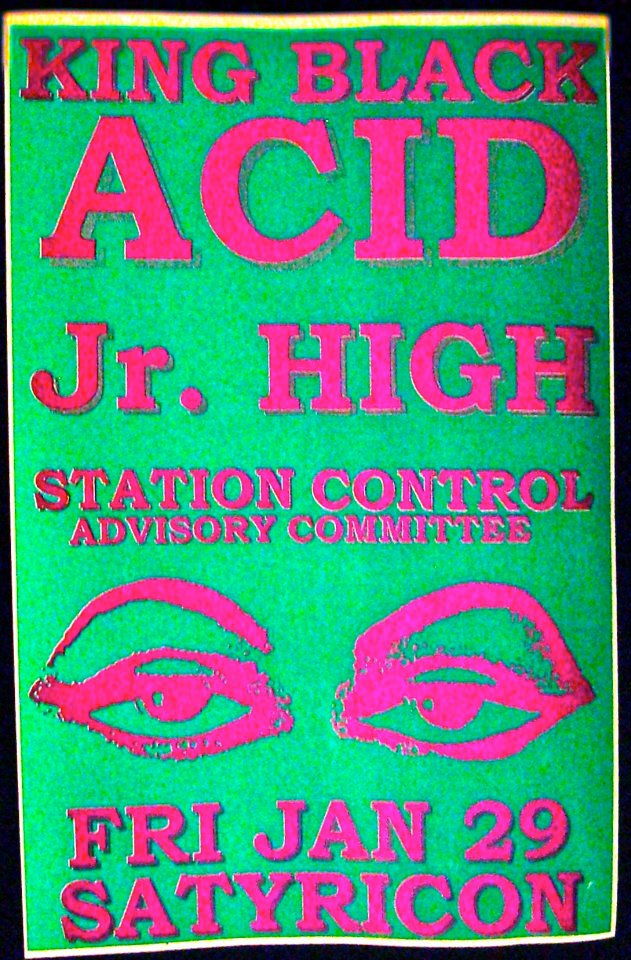 KING BLACK
ACID
Jr. HIGH
STATION CONTROL
ADVISORY COMMITTEE
FRI JAN 29
SATYRICON